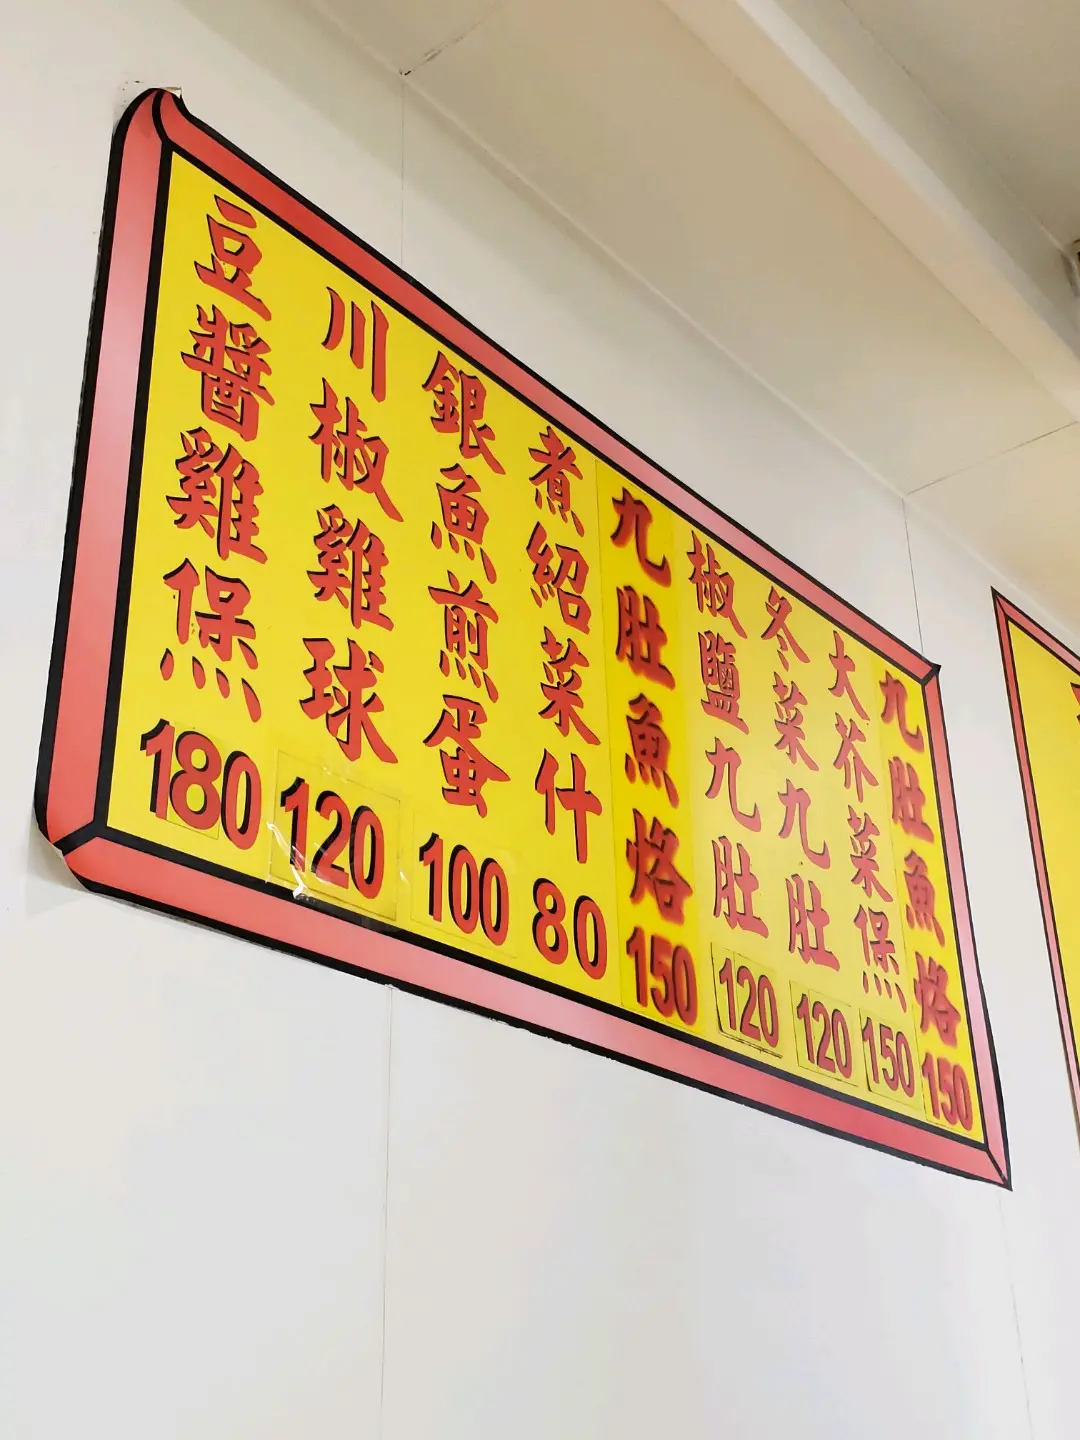 九肚魚烙 150
大芥菜煲 150
冬菜九肚 120
椒鹽九肚 120
九肚魚烙 150
煮紹菜什 80
銀魚煎蛋 100
川椒雞球 120
豆醬雞煲 180